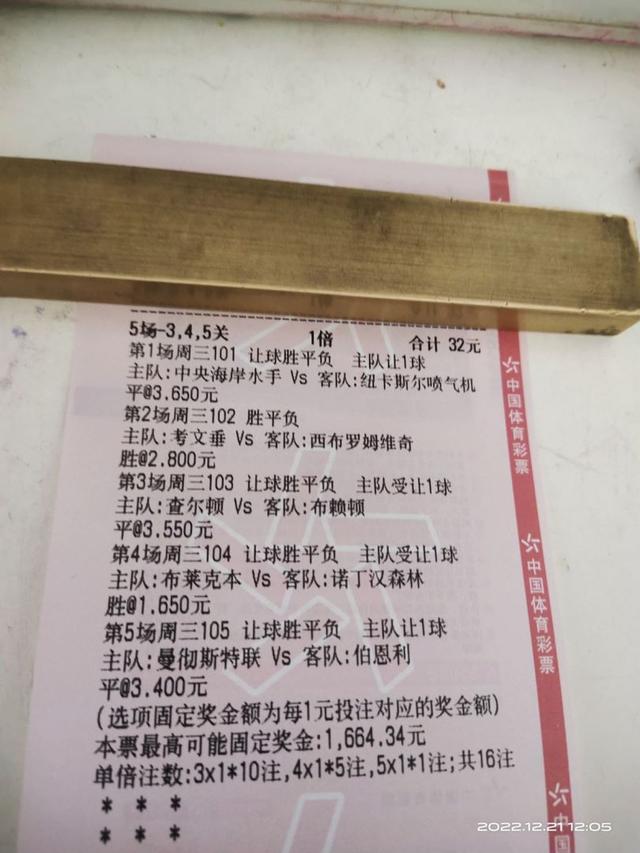 5场-3,4,5关 1倍 合计 32元
第1场周三101 让球胜平负 主队让1球
主队:中央海岸水手 Vs 客队:纽卡斯尔喷气机
平@3.650元
第2场周三102 胜平负
主队:考文垂 Vs 客队:西布罗姆维奇
胜@2.800元
第3场周三103 让球胜平负 主队受让1球
主队:查尔顿 Vs 客队:布赖顿
平@3.550元
第4场周三104 让球胜平负 主队受让1球
主队:布莱克本 Vs 客队:诺丁汉森林
胜@1.650元
第5场周三105 让球胜平负 主队让1球
主队:曼彻斯特联 Vs 客队:伯恩利
平@3.400元
(选项固定奖金额为每1元投注对应的奖金额)
本票最高可能固定奖金:1,664.34元
单倍注数:3x1*10注,4x1*5注,5x1*1注;共16注
* * *
* * *
中国体育彩票
中国体育彩票
中国
2022.12.21 12:05